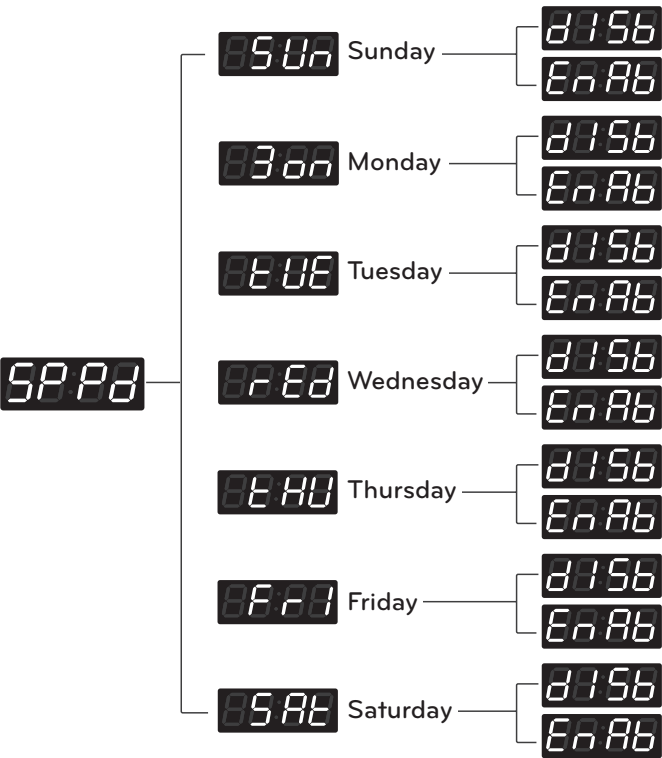 SPPd
SUn Sunday
dISb
EnAb
3on Monday
dISb
EnAb
tUE Tuesday
dISb
EnAb
rEd Wednesday
dISb
EnAb
tHU Thursday
dISb
EnAb
FrI Friday
dISb
EnAb
SAt Saturday
dISb
EnAb